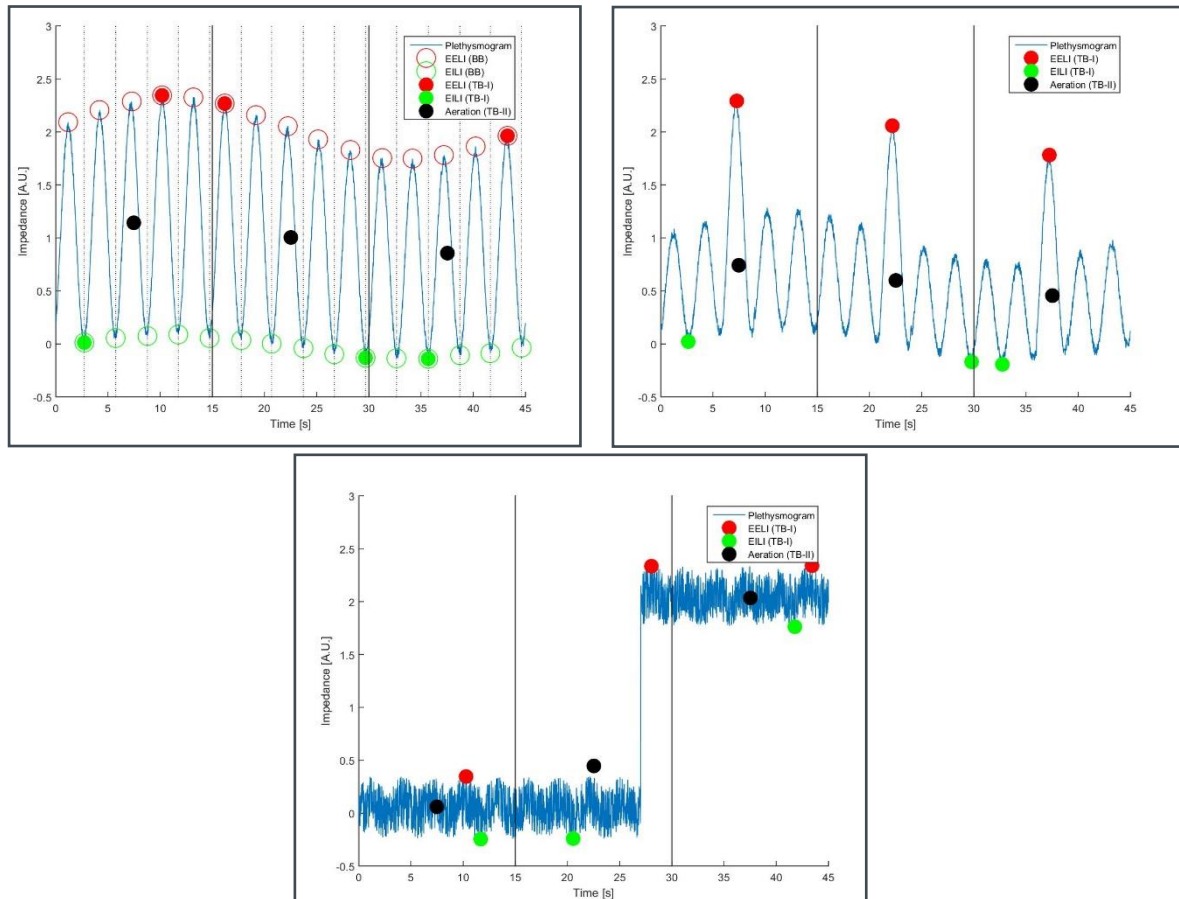 3
2.5
2
1.5
1
0.5
0
-0.5
Impedance [A.U.]
0 5 10 15 20 25 30 35 40 45
Time [s]
Plethysmogram
EELI (BB)
EILI (BB)
EELI (TB-I)
EILI (TB-I)
Aeration (TB-II)
3
2.5
2
1.5
1
0.5
0
-0.5
Impedance [A.U.]
0 5 10 15 20 25 30 35 40 45
Time [s]
Plethysmogram
EELI (TB-I)
EILI (TB-I)
Aeration (TB-II)
3
2.5
2
1.5
1
0.5
0
-0.5
Impedance [A.U.]
0 5 10 15 20 25 30 35 40 45
Time [s]
Plethysmogram
EELI (TB-I)
EILI (TB-I)
Aeration (TB-II)